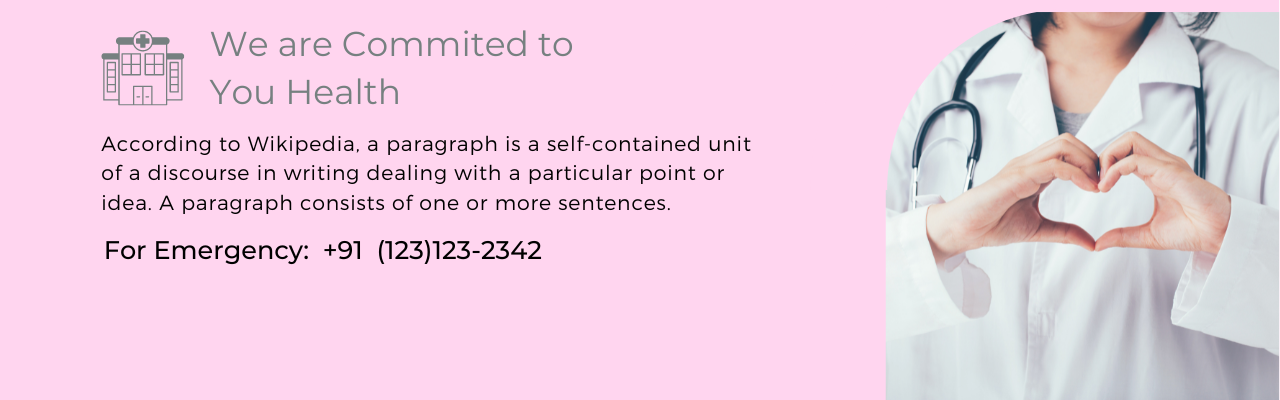 We are Commited to
You Health
According to Wikipedia, a paragraph is a self-contained unit
of a discourse in writing dealing with a particular point or
idea. A paragraph consists of one or more sentences.
For Emergency: +91 (123)123-2342